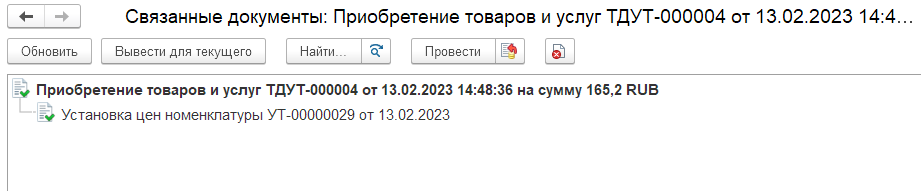 Связанные документы: Приобретение товаров и услуг ТДУТ-000004 от 13.02.2023 14:4...
Обновить Вывести для текущего Найти... Провести
Приобретение товаров и услуг ТДУТ-000004 от 13.02.2023 14:48:36 на сумму 165,2 RUB
Установка цен номенклатуры УТ-00000029 от 13.02.2023